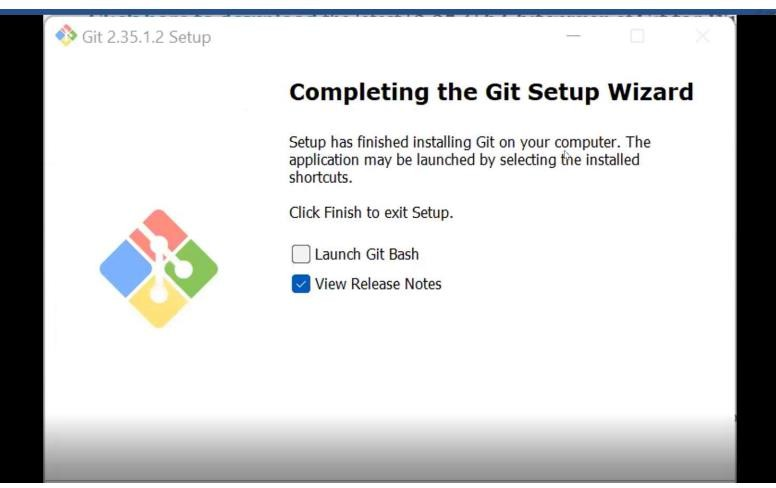 Git 2.35.1.2 Setup
Completing the Git Setup Wizard
Setup has finished installing Git on your computer. The
application may be launched by selecting the installed
shortcuts.
Click Finish to exit Setup.
Launch Git Bash
View Release Notes